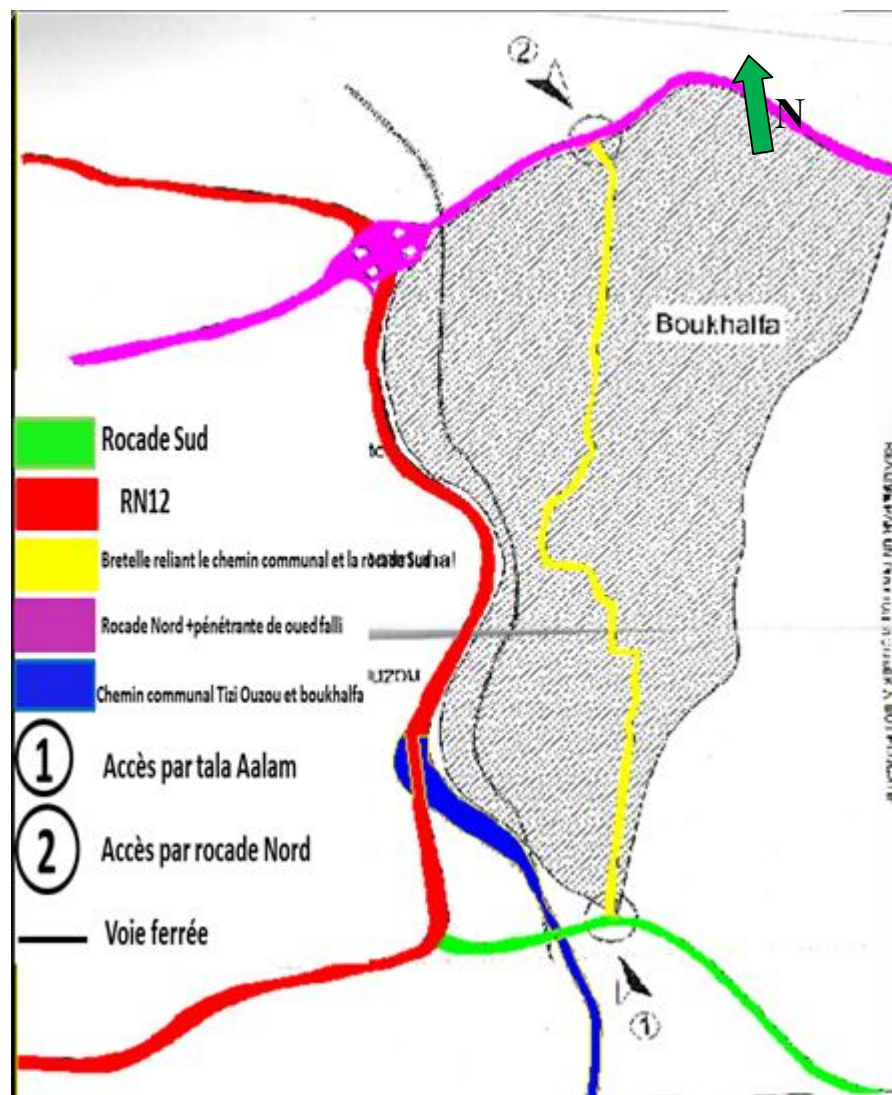 ②
N
Boukhalfa
Rocade Sud
RN12
Bretelle reliant le chemin communal et la rocade Sud
Rocade Nord +pénétrante de oued falli
UZOU
Chemin communal Tizi Ouzou et boukhalfa
1 Accès par tala Aalam
2 Accès par rocade Nord
Voie ferrée
①